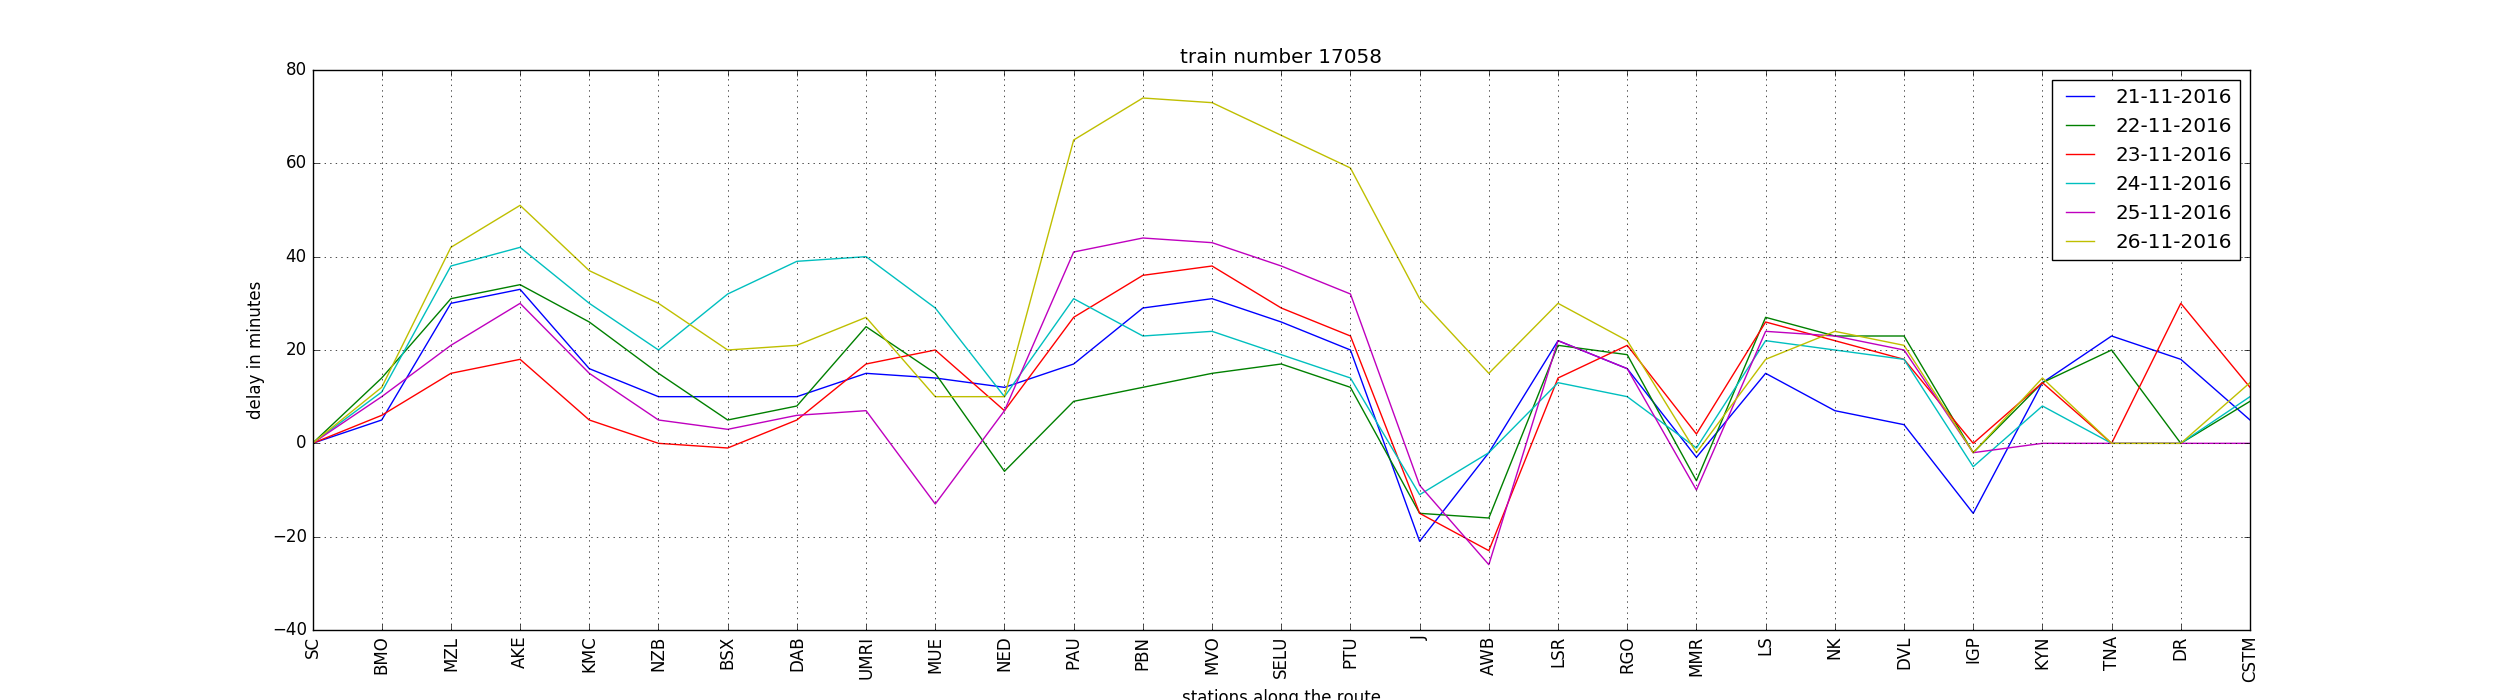 train number 17058
80
60
40
20
0
−20
−40
delay in minutes
21-11-2016
22-11-2016
23-11-2016
24-11-2016
25-11-2016
26-11-2016
SC
BMO
MZL
AKE
KMC
NZB
BSX
DAB
UMRI
MUE
NED
PAU
PBN
MVO
SELU
PTU
J
AWB
LSR
RGO
MMR
LS
NK
DVL
IGP
KYN
TNA
DR
CSTM
stations along the route